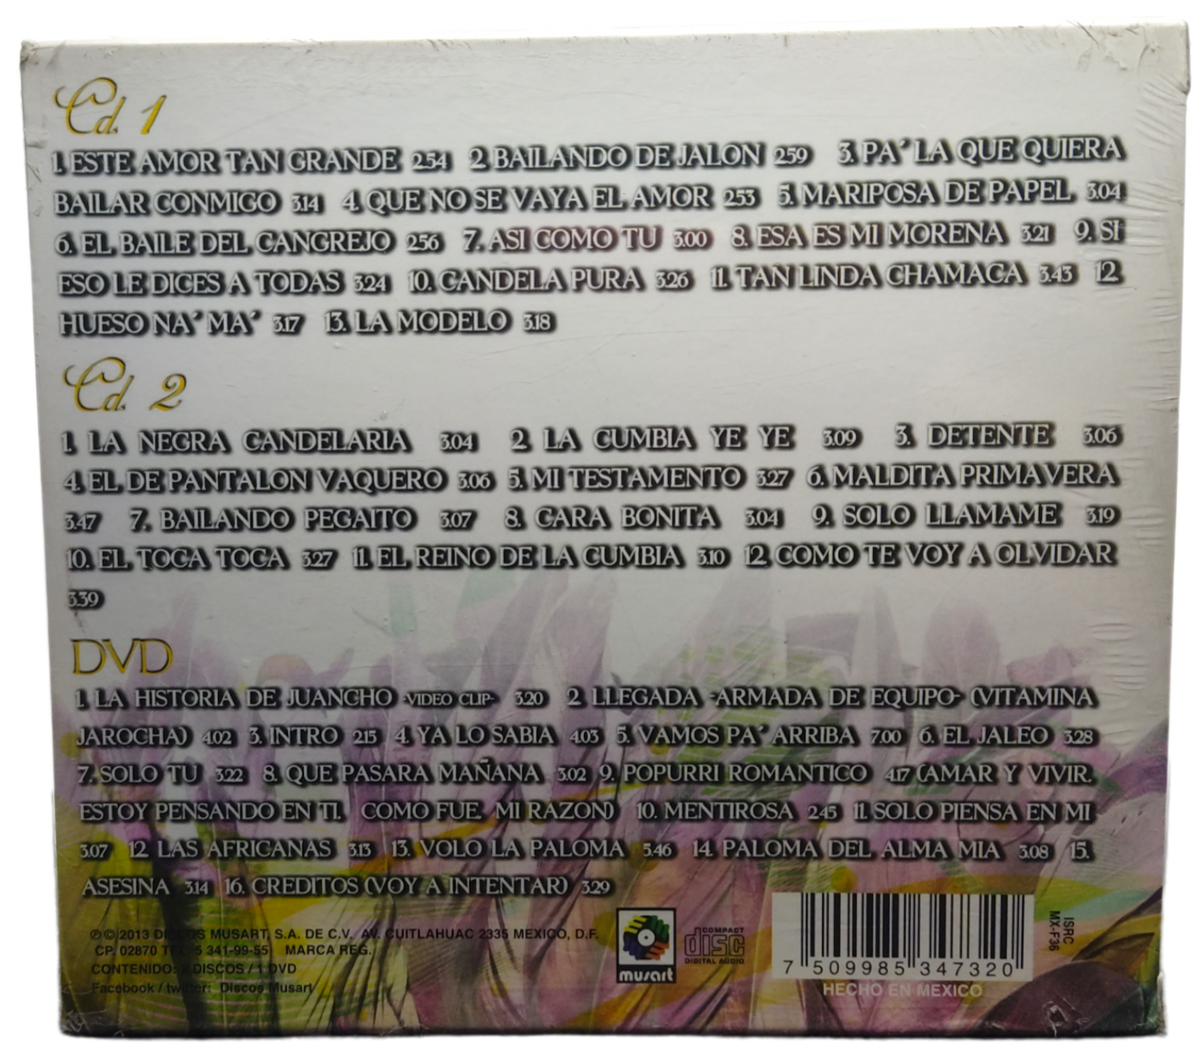 Cd. 1
1. ESTE AMOR TAN GRANDE 2:54 2. BAILANDO DE JALON 2:59 3. PA´ LA QUE QUIERA
BAILAR CONMIGO 3:14 4. QUE NO SE VAYA EL AMOR 2:53 5. MARIPOSA DE PAPEL 3:04
6. EL BAILE DEL CANGREJO 2:56 7. ASI COMO TU 3:00 8. ESA ES MI MORENA 3:21 9. SI
ESO LE DICES A TODAS 3:24 10. CANDELA PURA 3:26 11. TAN LINDA CHAMACA 3:43 12.
HUESO NA´ MA´ 3:17 13. LA MODELO 3:18
Cd. 2
1. LA NEGRA CANDELARIA 3:04 2. LA CUMBIA YE YE 3:09 3. DETENTE 3:06
4. EL DE PANTALON VAQUERO 3:06 5. MI TESTAMENTO 3:27 6. MALDITA PRIMAVERA
3:47 7. BAILANDO PEGAITO 3:07 8. CARA BONITA 3:04 9. SOLO LLAMAME 3:19
10. EL TOCA TOCA 3:27 11. EL REINO DE LA CUMBIA 3:10 12. COMO TE VOY A OLVIDAR
3:39
DVD
1. LA HISTORIA DE JUANCHO -VIDEO CLIP- 3:20 2. LLEGADA -ARMADA DE EQUIPO- (VITAMINA
JAROCHA) 4:02 3. INTRO 2:15 4. YA LO SABIA 4:03 5. VAMOS PA´ ARRIBA 7:00 6. EL JALEO 3:28
7. SOLO TU 3:22 8. QUE PASARA MAÑANA 3:02 9. POPURRI ROMANTICO 4:17 (AMAR Y VIVIR,
ESTOY PENSANDO EN TI, COMO FUE, MI RAZON) 10. MENTIROSA 2:45 11. SOLO PIENSA EN MI
3:07 12. LAS AFRICANAS 3:13 13. VOLO LA PALOMA 3:46 14. PALOMA DEL ALMA MIA 3:08 15.
ASESINA 3:14 16. CREDITOS (VOY A INTENTAR) 3:29
℗©2013 DISCOS MUSART, S.A. DE C.V. AV. CUITLAHUAC 2335 MEXICO, D.F.
CP. 02870 TEL. 5 341-99-55 MARCA REG.
CONTENIDO: 2 DISCOS / 1 DVD
Facebook / twitter: Discos Musart
musart
COMPACT
disc
DIGITAL AUDIO
7 509985 347320
HECHO EN MEXICO
ISRC
MX-F36